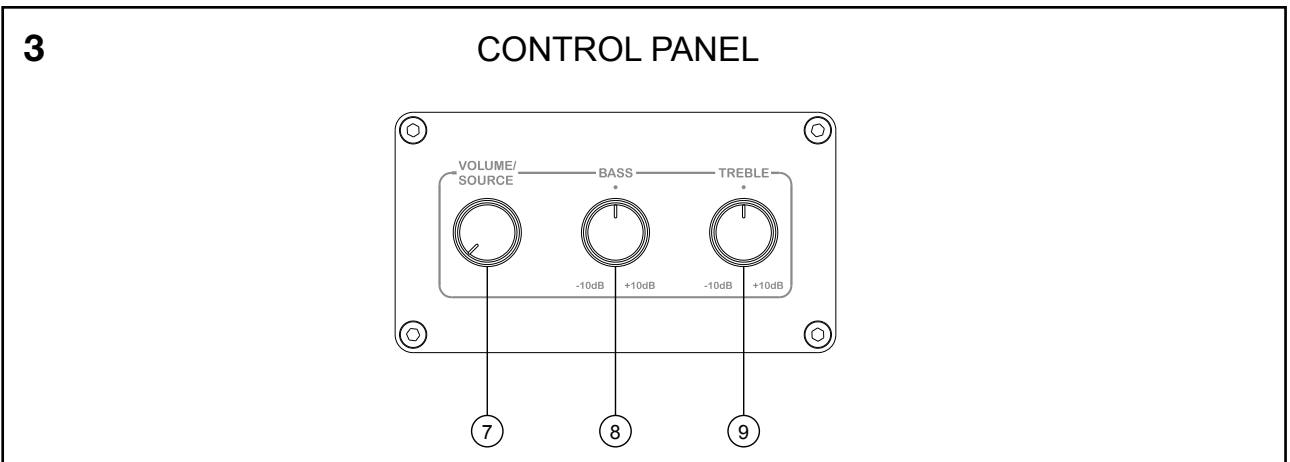 3
CONTROL PANEL
VOLUME/
SOURCE
BASS
TREBLE
-10dB +10dB
-10dB +10dB
7
8
9